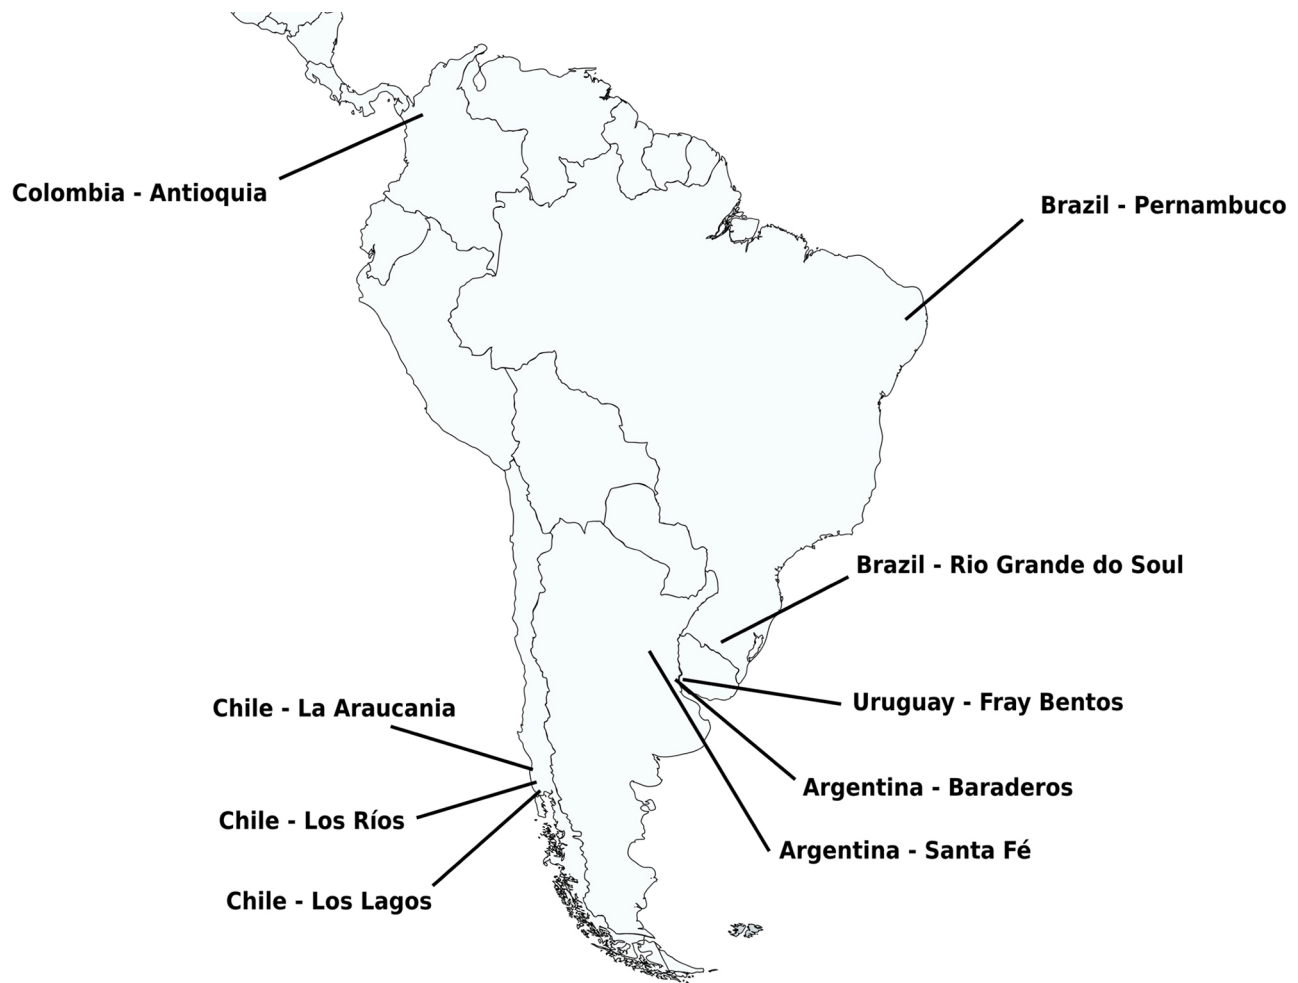 Colombia - Antioquia
Brazil - Pernambuco
Brazil - Rio Grande do Soul
Chile - La Araucania
Uruguay - Fray Bentos
Argentina - Baraderos
Chile - Los Ríos
Argentina - Santa Fé
Chile - Los Lagos